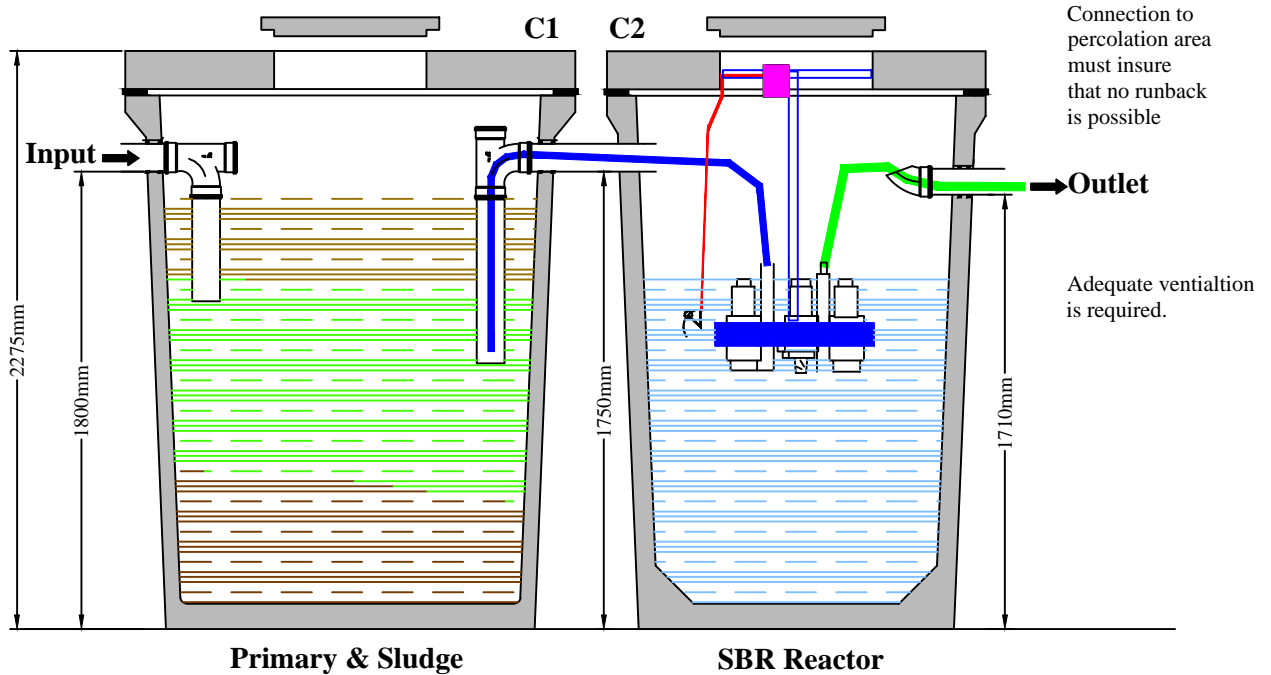 C1
C2
Connection to
percolation area
must insure
that no runback
is possible
Input
Outlet
Adequate ventialtion
is required.
2275mm
1800mm
1750mm
1710mm
Primary & Sludge
SBR Reactor